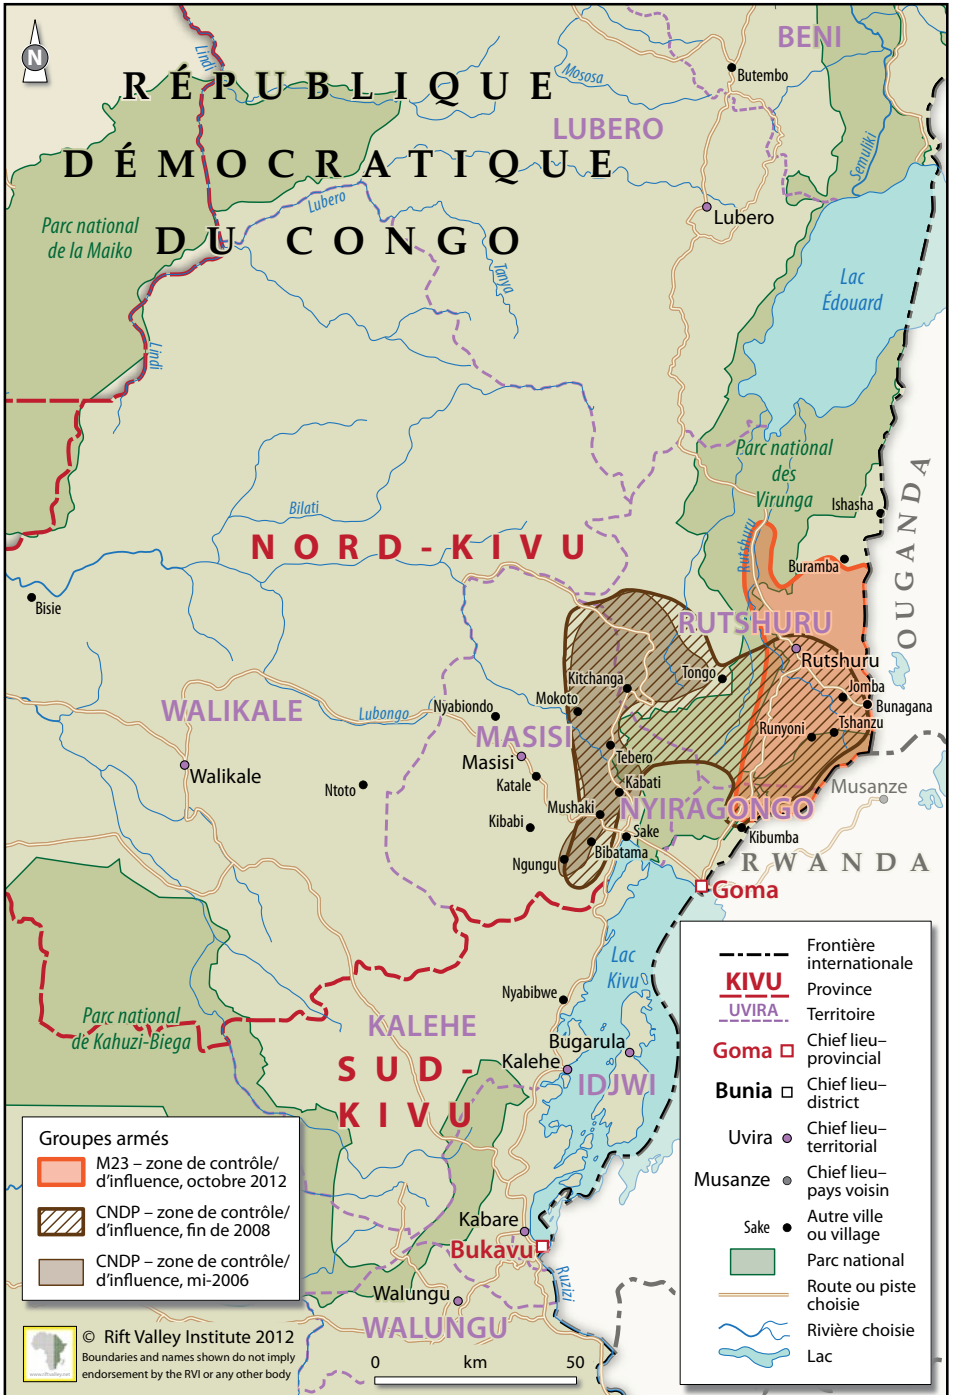 N
RÉPUBLIQUE
DÉMOCRATIQUE
DU CONGO
BENI
Butembo
Mososa
Lindi
LUBERO
Semuliki
Lubero
Lubero
Parc national
de la Maiko
Tanya
Lac
Édouard
Lindi
Parc national
des
Virunga
Ishasha
OUGANDA
Bilati
NORD-KIVU
Rutshuru
Buramba
Bisie
RUTSHURU
Rutshuru
Tongo
Kitchanga
Jomba
Bunagana
Mokoto
Nyabiondo
WALIKALE
Lubongo
Runyoni
Tshanzu
MASISI
Masisi
Tebero
Walikale
Katale
Kabati
Musanze
Ntoto
Mushaki
NYIRAGONGO
Kibabi
Sake
Kibumba
Bibatama
Ngungu
RWANDA
Goma
Lac
Kivu
Nyabibwe
Parc national
de Kahuzi-Biega
KALEHE
Bugarula
Kalehe
IDJWI
SUD-
KIVU
Kabare
Bukavu
Ruzizi
Walungu
WALUNGU
Groupes armés
M23 – zone de contrôle/
d’influence, octobre 2012
CNDP – zone de contrôle/
d’influence, fin de 2008
CNDP – zone de contrôle/
d’influence, mi-2006
www.riftvalley.net
© Rift Valley Institute 2012
Boundaries and names shown do not imply
endorsement by the RVI or any other body
0 km 50
Frontière
internationale
KIVU Province
UVIRA Territoire
Goma Chief lieu–
provincial
Bunia Chief lieu–
district
Uvira Chief lieu–
territorial
Musanze Chief lieu–
pays voisin
Sake Autre ville
ou village
Parc national
Route ou piste
choisie
Rivière choisie
Lac